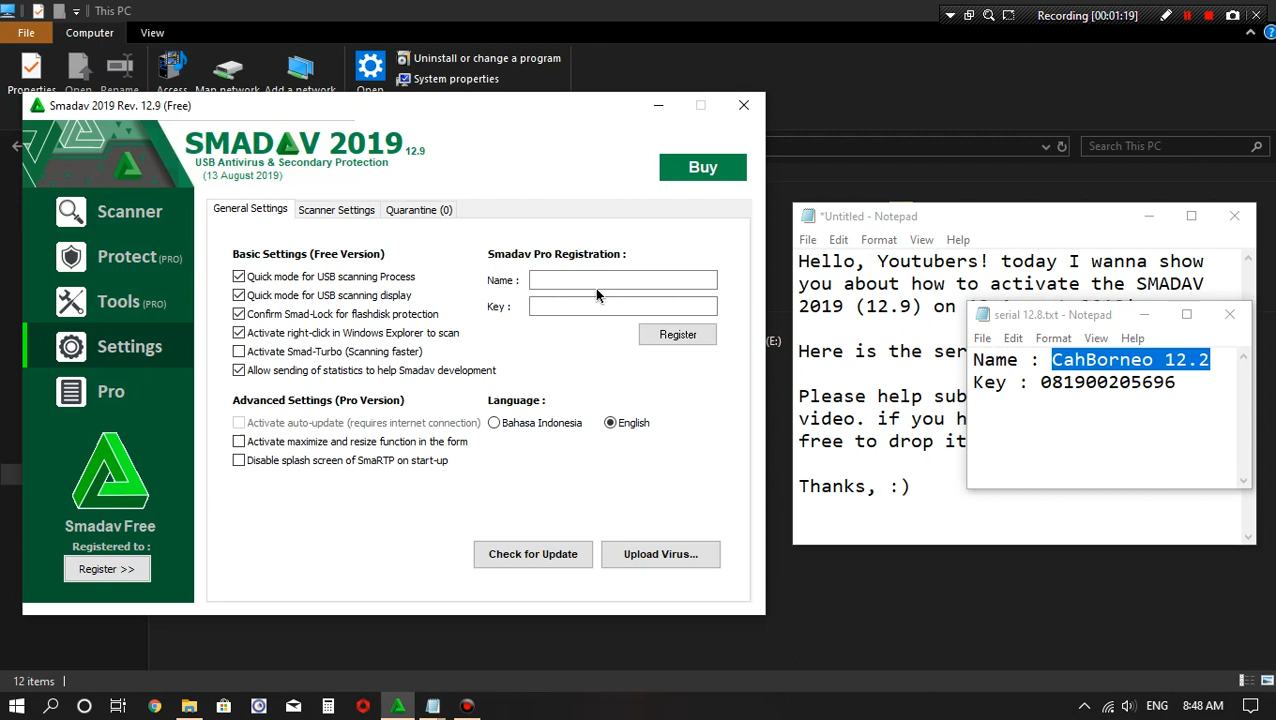 This PC
Recording [00:01:19]
File
Computer
View
Properties
Open
Rename
Access
Map network
Add a network
Open
Uninstall or change a program
System properties
Search This PC
Smadav 2019 Rev. 12.9 (Free)
SMADAV 2019 12.9
USB Antivirus & Secondary Protection
(13 August 2019)
Buy
Scanner
Protect (PRO)
Tools (PRO)
Settings
Pro
Smadav Free
Registered to :
Register >>
General Settings
Scanner Settings
Quarantine (0)
Basic Settings (Free Version)
Quick mode for USB scanning Process
Quick mode for USB scanning display
Confirm Smad-Lock for flashdisk protection
Activate right-click in Windows Explorer to scan
Activate Smad-Turbo (Scanning faster)
Allow sending of statistics to help Smadav development
Advanced Settings (Pro Version)
Activate auto-update (requires internet connection)
Activate maximize and resize function in the form
Disable splash screen of SmaRTP on start-up
Smadav Pro Registration :
Name :
Key :
Register
Language :
Bahasa Indonesia
English
Check for Update
Upload Virus...
(E:)
*Untitled - Notepad
File Edit Format View Help
Hello, Youtubers! today I wanna show
you about how to activate the SMADAV
2019 (12.9) on
Here is the ser
Please help sub
video. if you h
free to drop it
Thanks, :)
serial 12.8.txt - Notepad
File Edit Format View Help
Name : CahBorneo 12.2
Key : 081900205696
12 items
ENG
8:48 AM